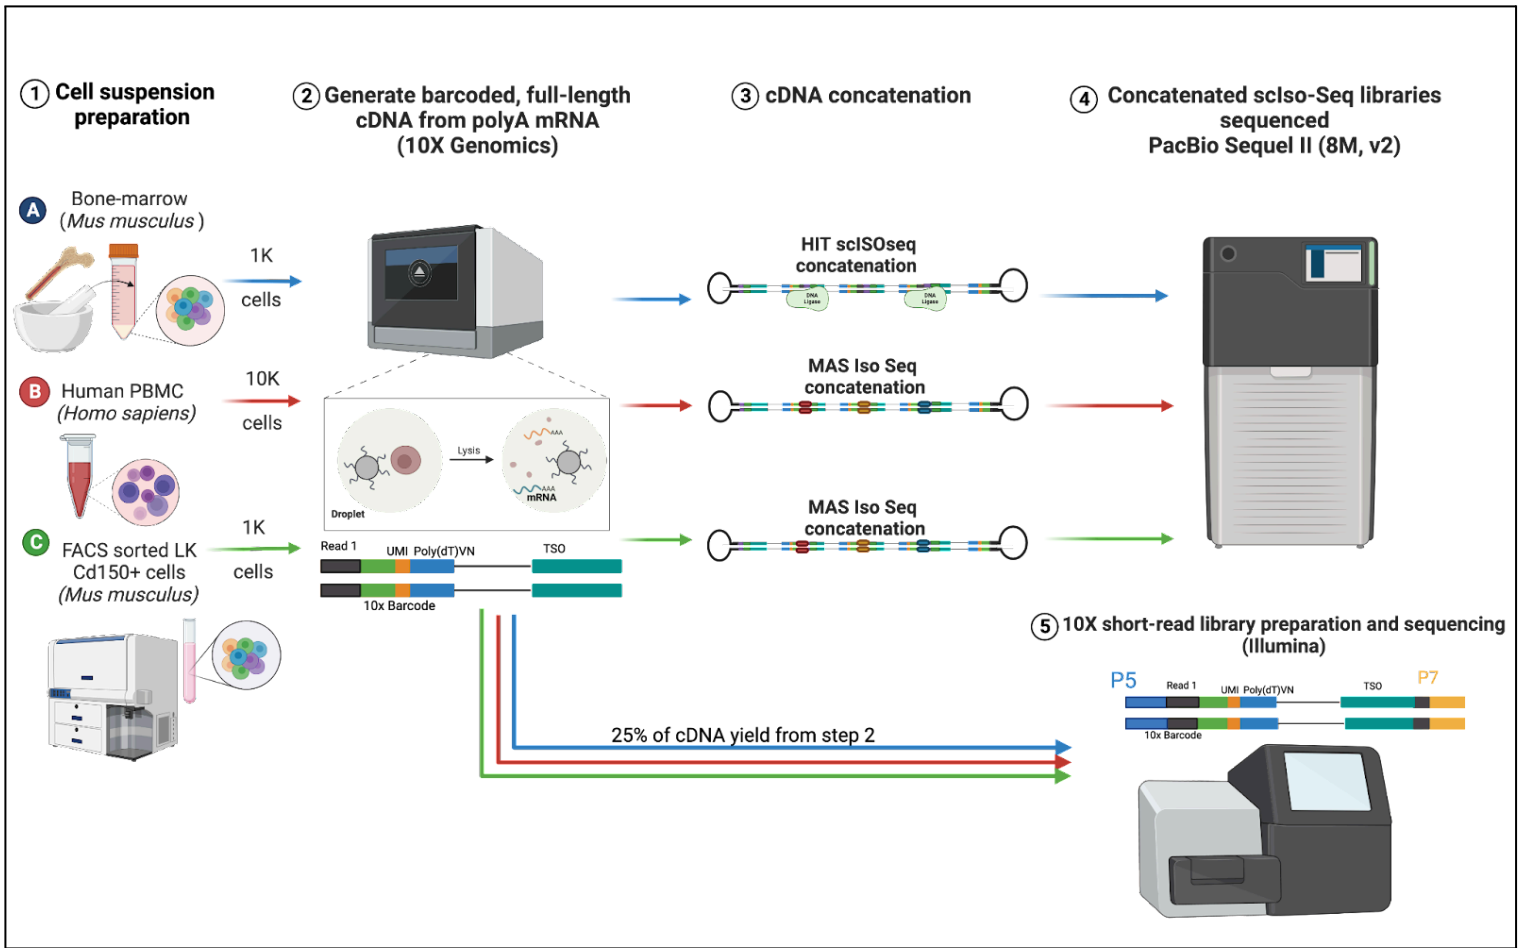 1 Cell suspension
preparation
2 Generate barcoded, full-length
cDNA from polyA mRNA
(10X Genomics)
3 cDNA concatenation
4 Concatenated scIso-Seq libraries
sequenced
PacBio Sequel II (8M, v2)
A Bone-marrow
(Mus musculus )
1K
cells
HIT scISOseq
concatenation
DNA
Ligase
DNA
Ligase
B Human PBMC
(Homo sapiens)
10K
cells
MAS Iso Seq
concatenation
Lysis
AAA
AAA
mRNA
Droplet
C FACS sorted LK
Cd150+ cells
(Mus musculus)
1K
cells
MAS Iso Seq
concatenation
Read 1
UMI Poly(dT)VN
TSO
10x Barcode
25% of cDNA yield from step 2
5 10X short-read library preparation and sequencing
(Illumina)
P5
Read 1
UMI Poly(dT)VN
TSO
P7
10x Barcode